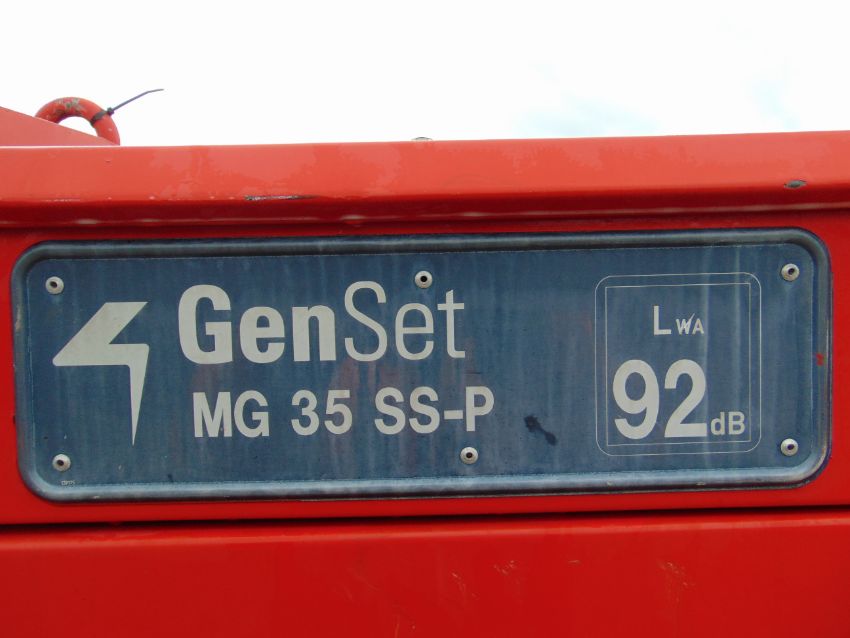 GenSet
MG 35 SS-P
LWA
92dB